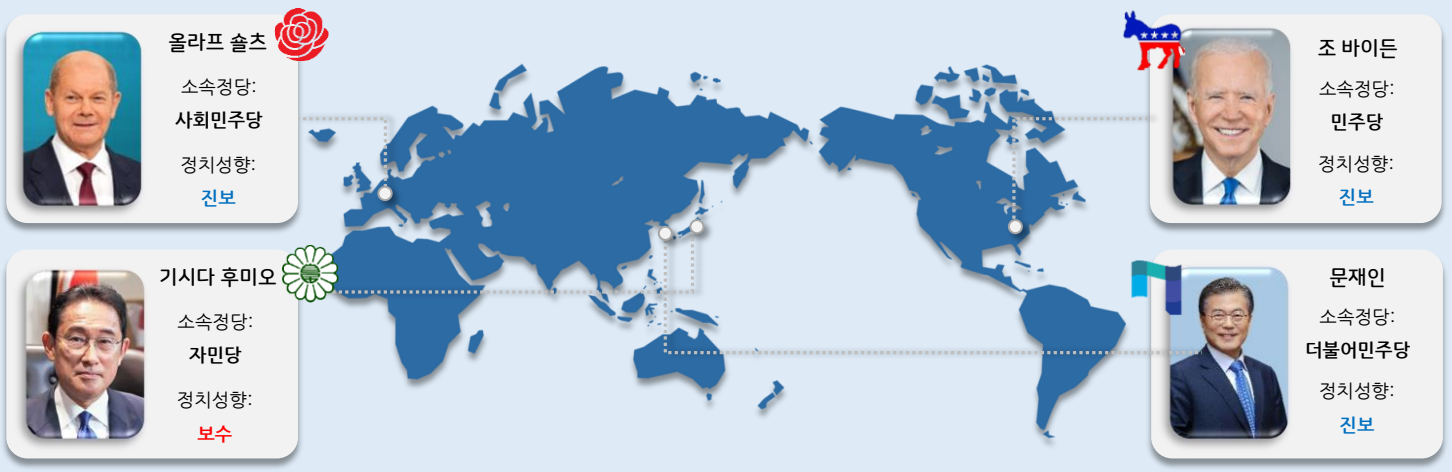 올라프 숄츠
소속정당:
사회민주당
정치성향:
진보
조 바이든
소속정당:
민주당
정치성향:
진보
기시다 후미오
소속정당:
자민당
정치성향:
보수
문재인
소속정당:
더불어민주당
정치성향:
진보